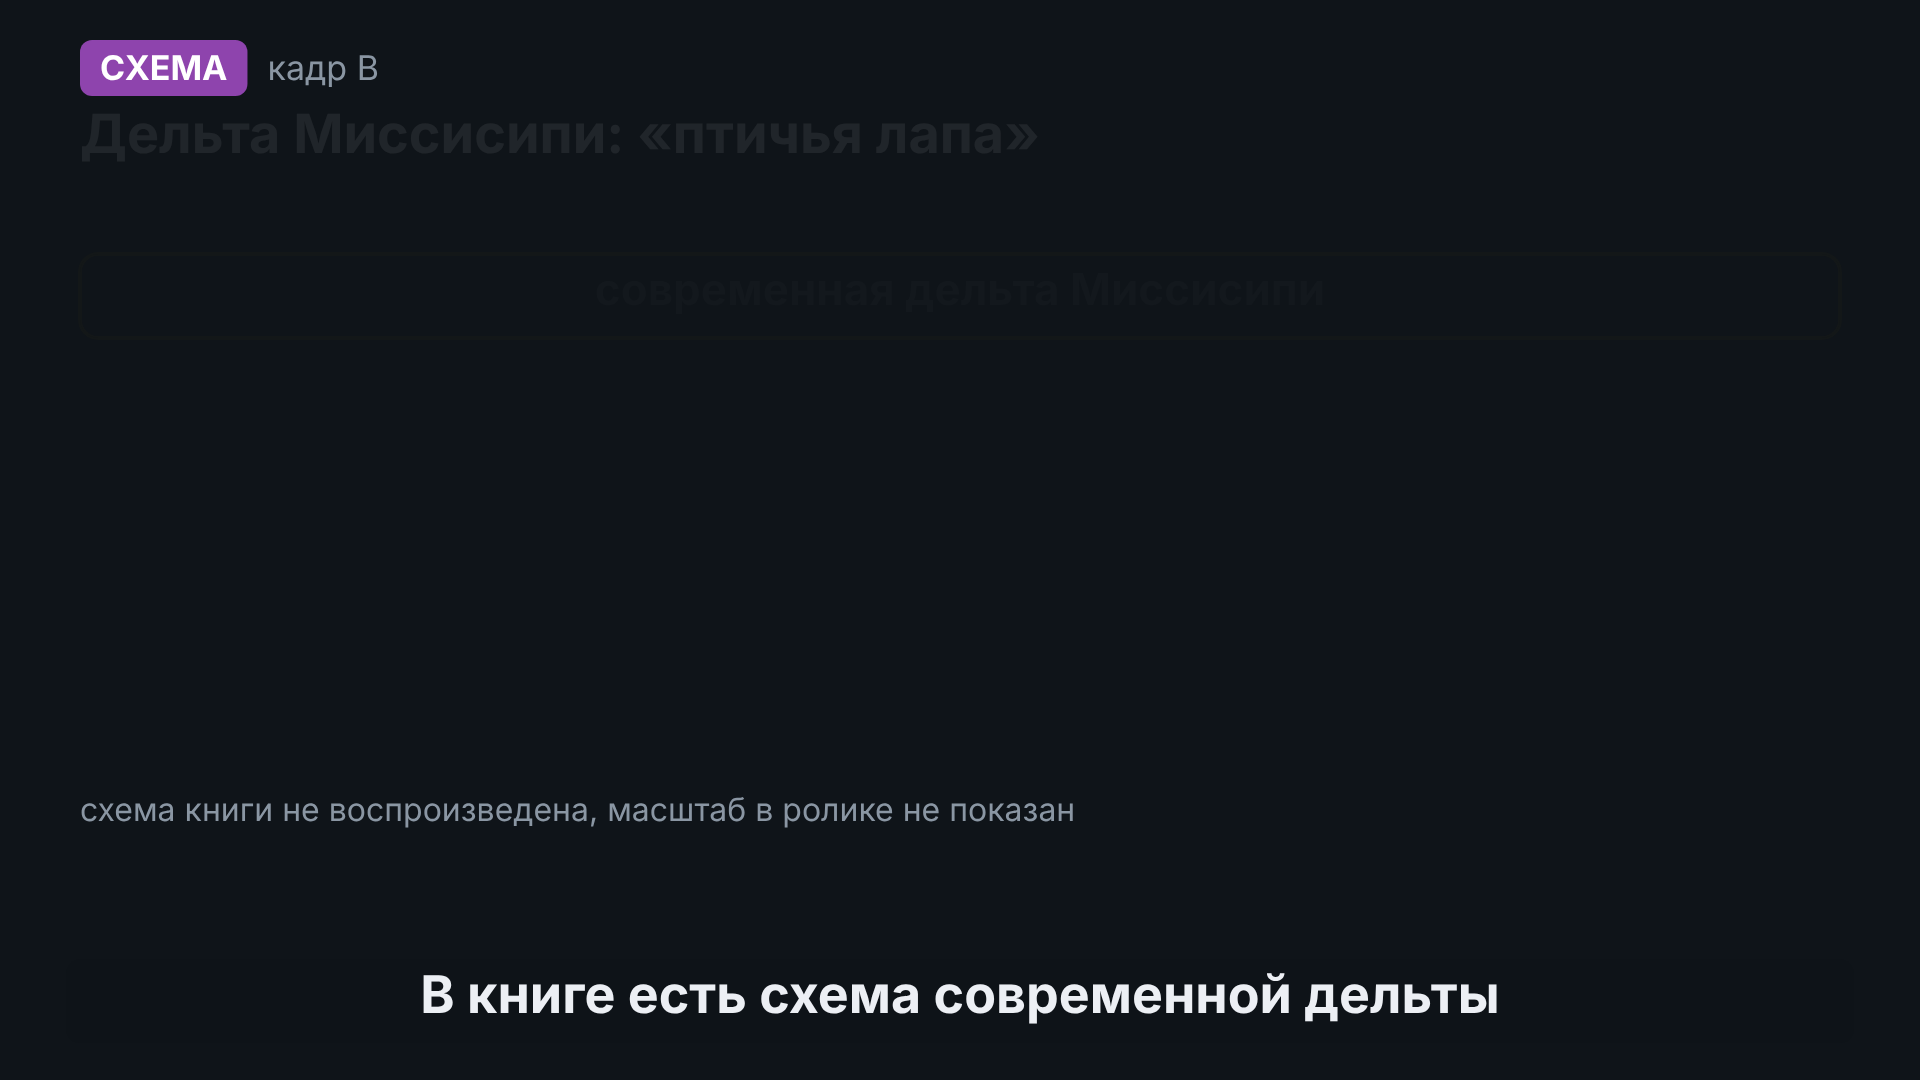 СХЕМА кадр В
Дельта Миссисипи: «птичья лапа»
современная дельта Миссисипи
схема книги не воспроизведена, масштаб в ролике не показан
В книге есть схема современной дельты